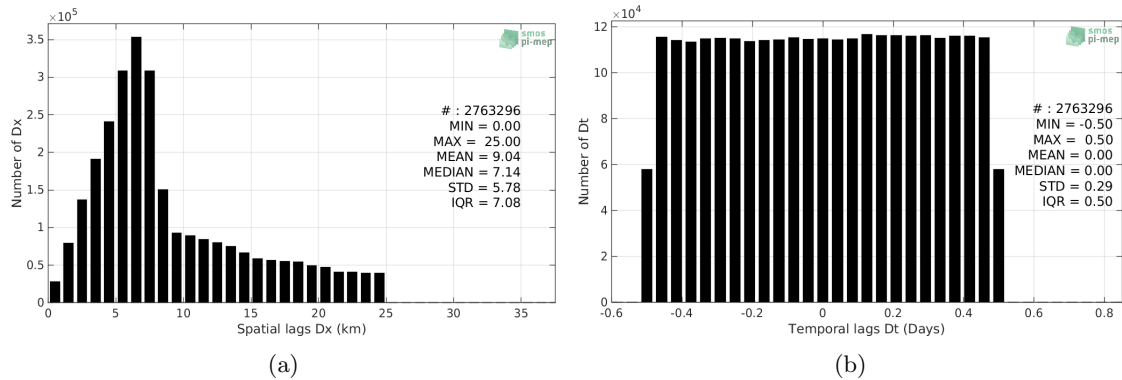 ×10⁵
3.5
3
2.5
2
1.5
1
0.5
0
Number of Dx
0 5 10 15 20 25 30 35
Spatial lags Dx (km)
smos
pi-mep
# : 2763296
MIN = 0.00
MAX = 25.00
MEAN = 9.04
MEDIAN = 7.14
STD = 5.78
IQR = 7.08
(a)
×10⁴
12
10
8
6
4
2
0
Number of Dt
-0.6 -0.4 -0.2 0 0.2 0.4 0.6 0.8
Temporal lags Dt (Days)
smos
pi-mep
# : 2763296
MIN = -0.50
MAX = 0.50
MEAN = 0.00
MEDIAN = 0.00
STD = 0.29
IQR = 0.50
(b)